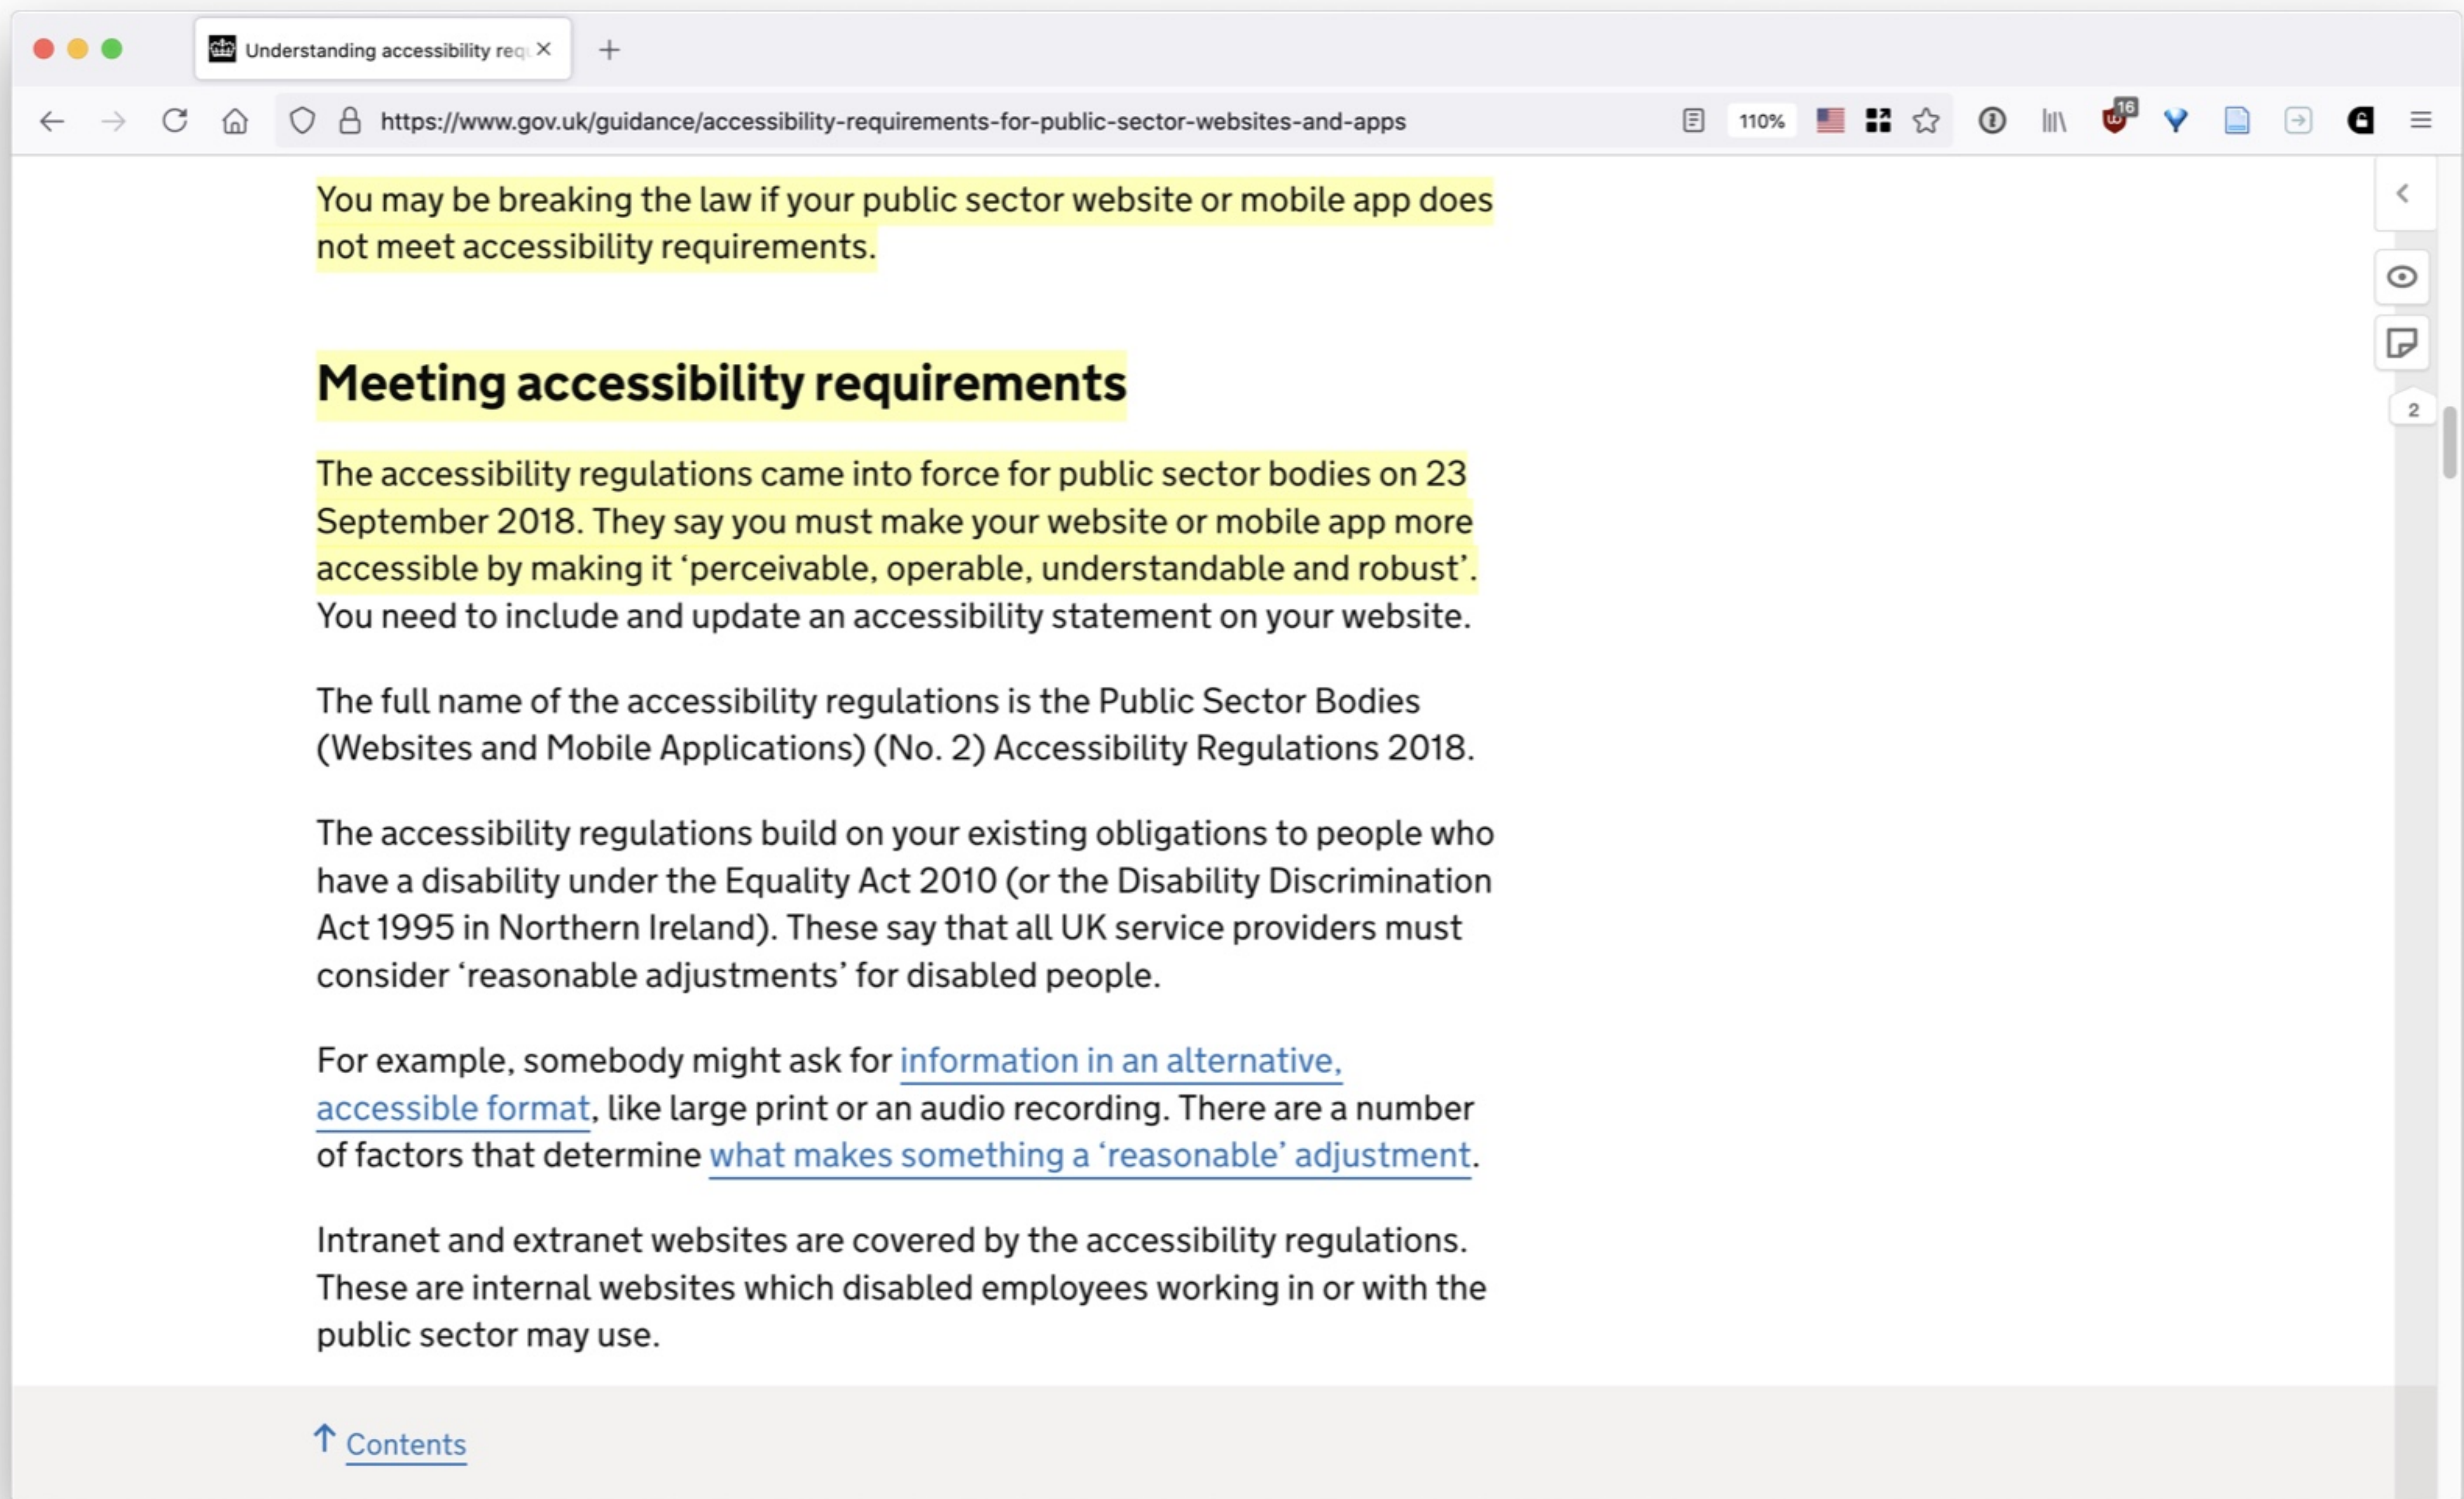 Understanding accessibility requ
https://www.gov.uk/guidance/accessibility-requirements-for-public-sector-websites-and-apps
110%
16
You may be breaking the law if your public sector website or mobile app does
not meet accessibility requirements.
Meeting accessibility requirements
2
The accessibility regulations came into force for public sector bodies on 23
September 2018. They say you must make your website or mobile app more
accessible by making it ‘perceivable, operable, understandable and robust’.
You need to include and update an accessibility statement on your website.
The full name of the accessibility regulations is the Public Sector Bodies
(Websites and Mobile Applications) (No. 2) Accessibility Regulations 2018.
The accessibility regulations build on your existing obligations to people who
have a disability under the Equality Act 2010 (or the Disability Discrimination
Act 1995 in Northern Ireland). These say that all UK service providers must
consider ‘reasonable adjustments’ for disabled people.
For example, somebody might ask for information in an alternative,
accessible format, like large print or an audio recording. There are a number
of factors that determine what makes something a ‘reasonable’ adjustment.
Intranet and extranet websites are covered by the accessibility regulations.
These are internal websites which disabled employees working in or with the
public sector may use.
↑ Contents